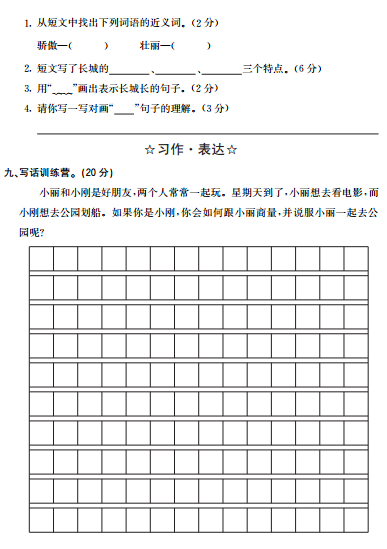 1. 从短文中找出下列词语的近义词。(2分)
骄傲—(    )    壮丽—(    )
2. 短文写了长城的______、______、______三个特点。(6分)
3. 用“﹏﹏”画出表示长城长的句子。(2分)
4. 请你写一写对画“____”句子的理解。(3分)
☆习作·表达☆
九、写话训练营。(20分)
小丽和小刚是好朋友,两个人常常一起玩。星期天到了,小丽想去看电影,而
小刚想去公园划船。如果你是小刚,你会如何跟小丽商量,并说服小丽一起去公
园呢?